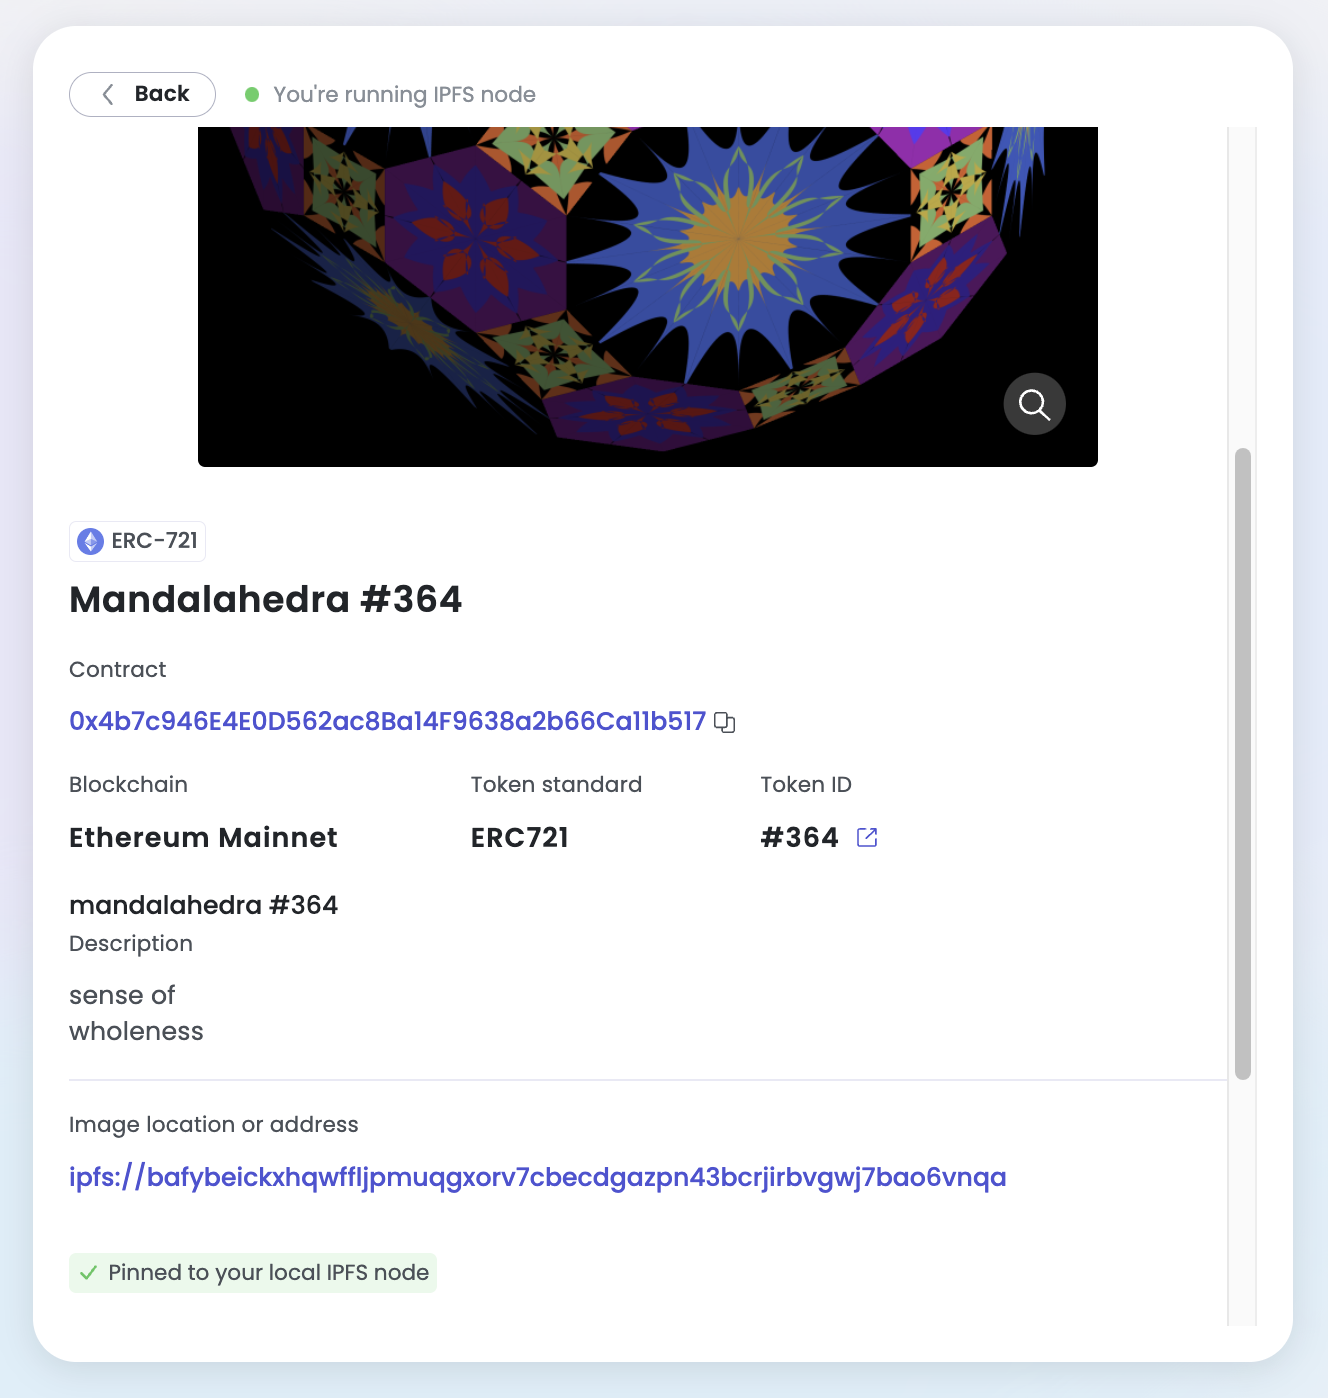 Back
You're running IPFS node
ERC-721
Mandalahedra #364
Contract
0x4b7c946E4E0D562ac8Ba14F9638a2b66Ca11b517
Blockchain
Token standard
Token ID
Ethereum Mainnet
ERC721
#364
mandalahedra #364
Description
sense of
wholeness
Image location or address
ipfs://bafybeickxhqwffljpmuqgxorv7cbecdgazpn43bcrjirbvgwj7bao6vnqa
Pinned to your local IPFS node